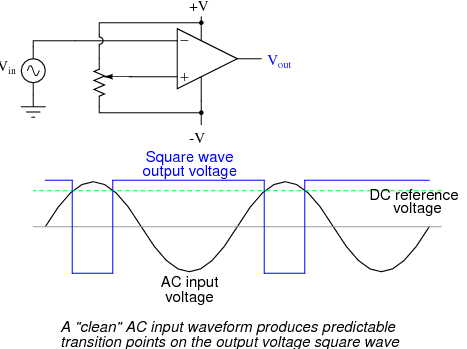 +V
Vin
−
+
Vout
-V
Square wave
output voltage
DC reference
voltage
AC input
voltage
A "clean" AC input waveform produces predictable
transition points on the output voltage square wave